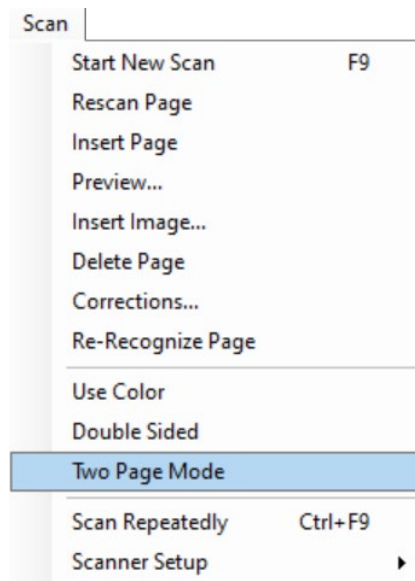 Scan
Start New Scan F9
Rescan Page
Insert Page
Preview...
Insert Image...
Delete Page
Corrections...
Re-Recognize Page
Use Color
Double Sided
Two Page Mode
Scan Repeatedly Ctrl+F9
Scanner Setup